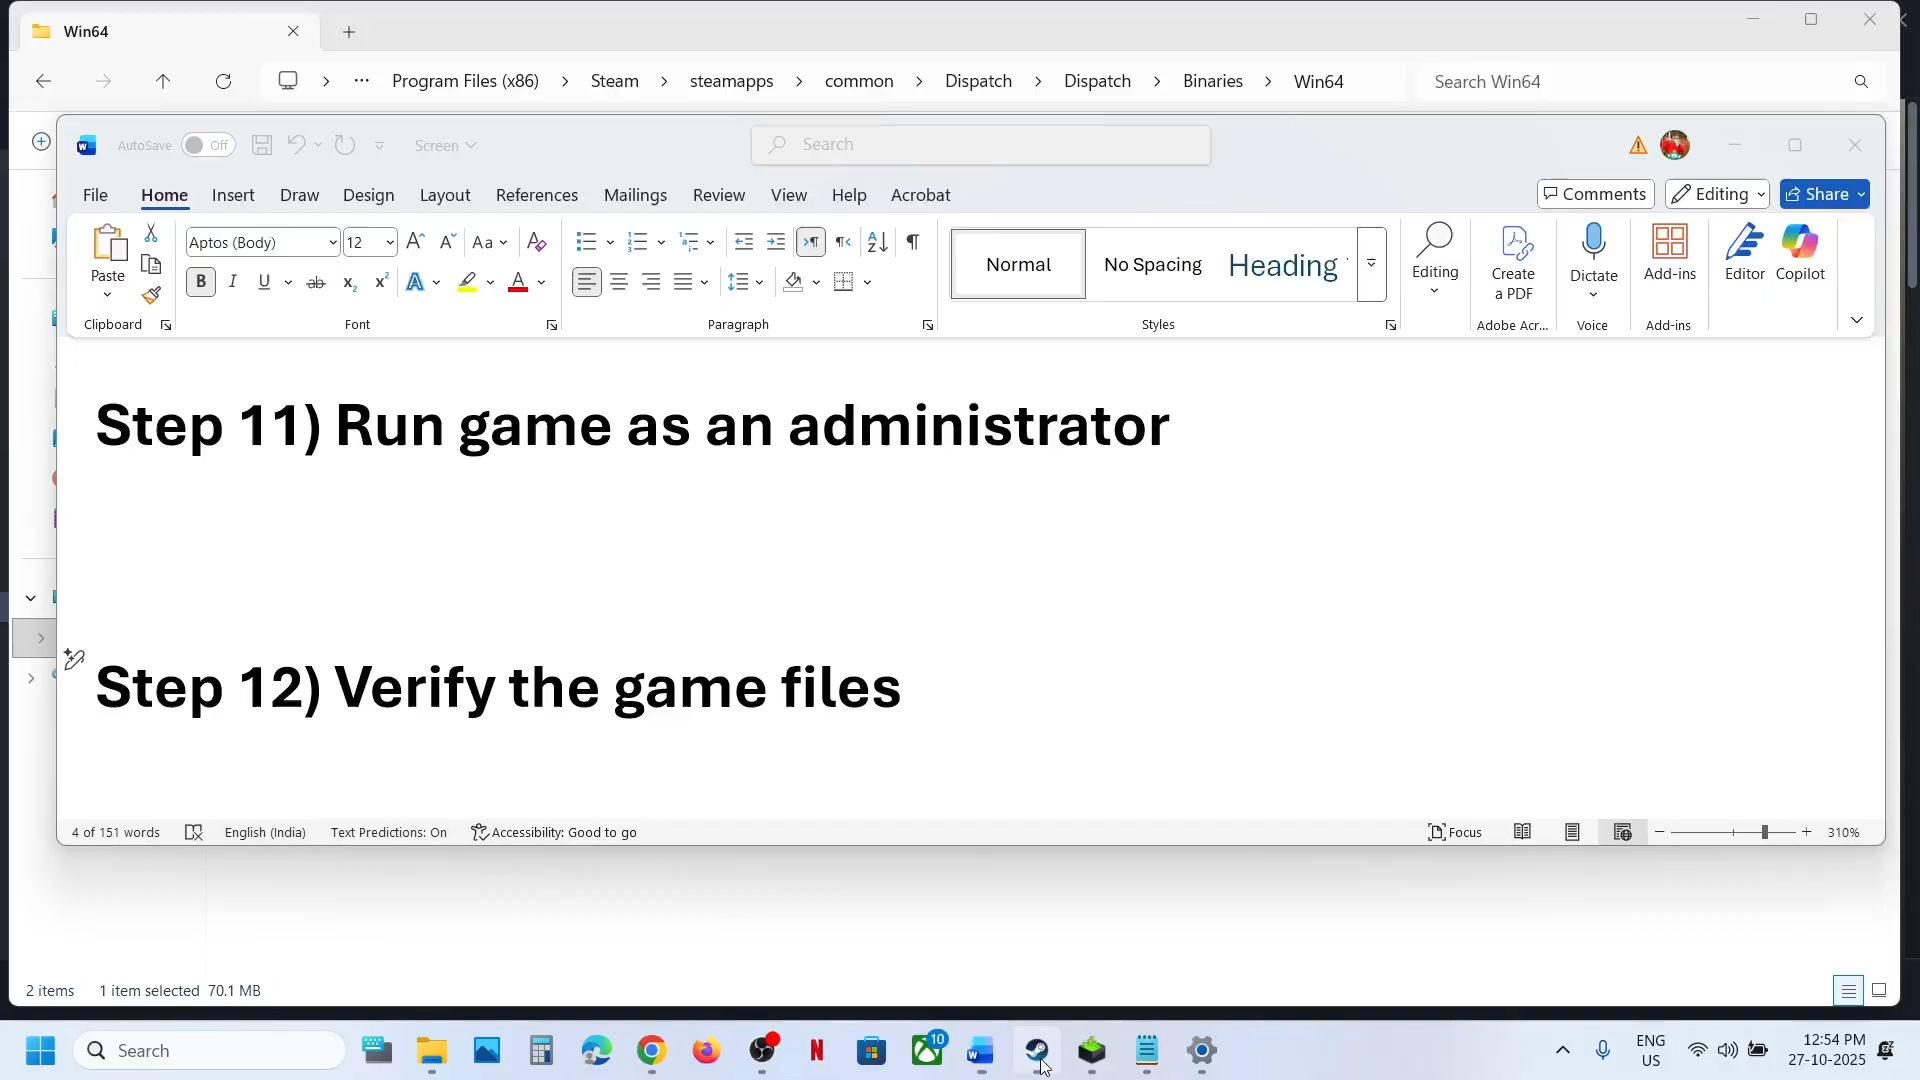 Win64
Program Files (x86) Steam steamapps common Dispatch Dispatch Binaries Win64
Search Win64
AutoSave Off Screen Search
File Home Insert Draw Design Layout References Mailings Review View Help Acrobat Comments Editing Share
Paste Aptos (Body) 12 Aa Normal No Spacing Heading Editing Create a PDF Dictate Add-ins Editor Copilot
Clipboard Font Paragraph Styles Adobe Acr... Voice Add-ins
Step 11) Run game as an administrator
Step 12) Verify the game files
4 of 151 words English (India) Text Predictions: On Accessibility: Good to go Focus 310%
2 items 1 item selected 70.1 MB
Search 10 ENG 12:54 PM
US 27-10-2025